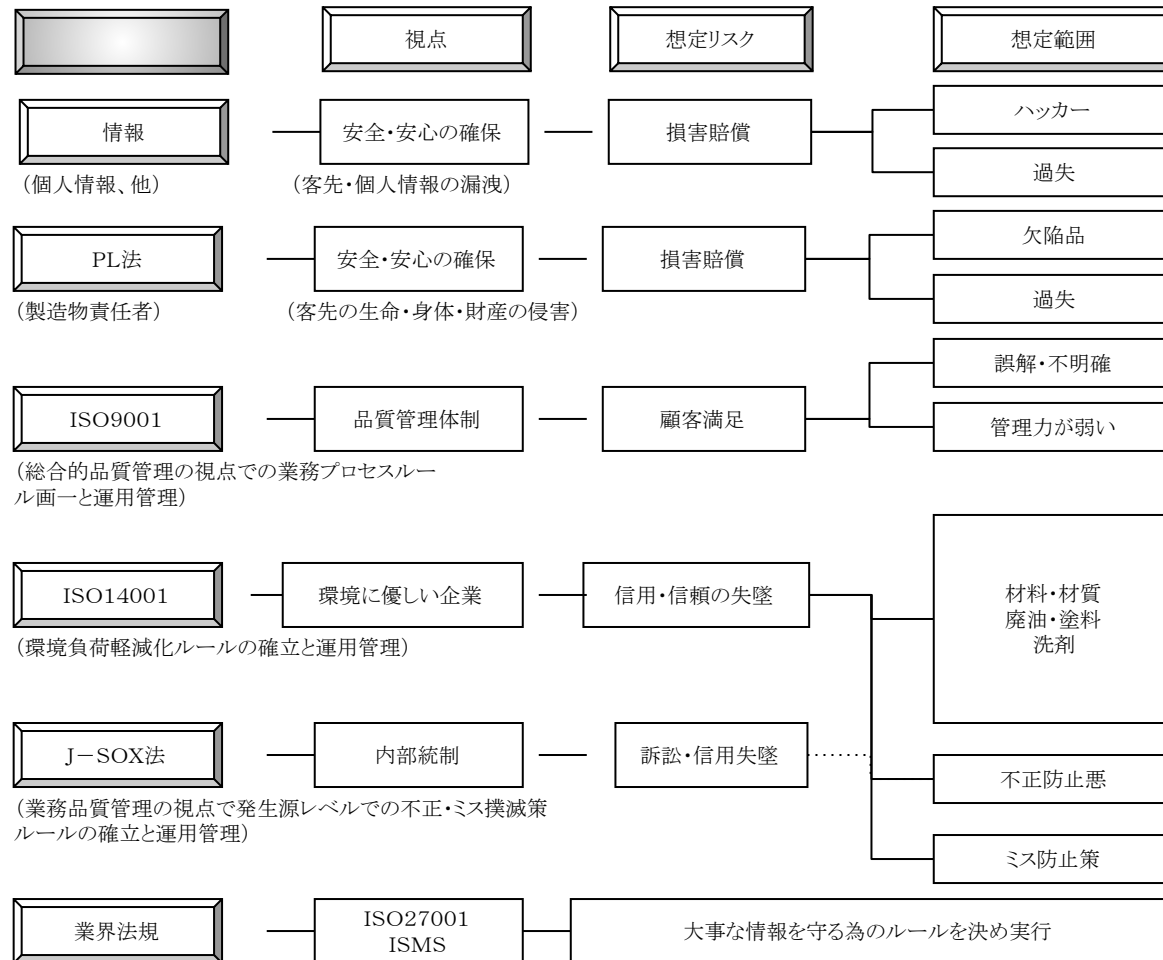 視点
想定リスク
想定範囲
情報
安全・安心の確保
損害賠償
ハッカー
過失
(個人情報、他)
(客先・個人情報の漏洩)
PL法
安全・安心の確保
損害賠償
欠陥品
過失
(製造物責任者)
(客先の生命・身体・財産の侵害)
ISO9001
品質管理体制
顧客満足
誤解・不明確
管理力が弱い
(総合的品質管理の視点での業務プロセスルー
ル画一と運用管理)
ISO14001
環境に優しい企業
信用・信頼の失墜
材料・材質
廃油・塗料
洗剤
(環境負荷軽減化ルールの確立と運用管理)
J－SOX法
内部統制
訴訟・信用失墜
不正防止悪
(業務品質管理の視点で発生源レベルでの不正・ミス撲滅策
ルールの確立と運用管理)
ミス防止策
業界法規
ISO27001
ISMS
大事な情報を守る為のルールを決め実行